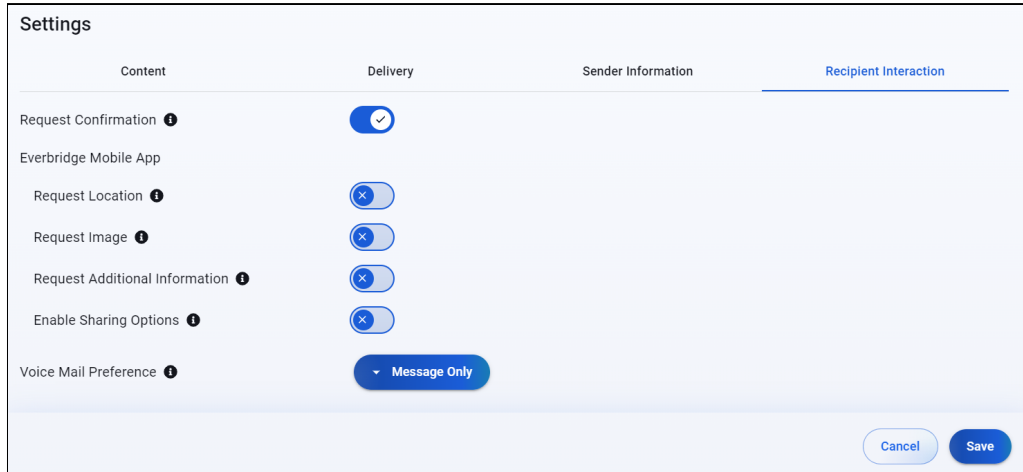 Settings
Content Delivery Sender Information Recipient Interaction
Request Confirmation
Everbridge Mobile App
Request Location
Request Image
Request Additional Information
Enable Sharing Options
Voice Mail Preference Message Only
Cancel Save